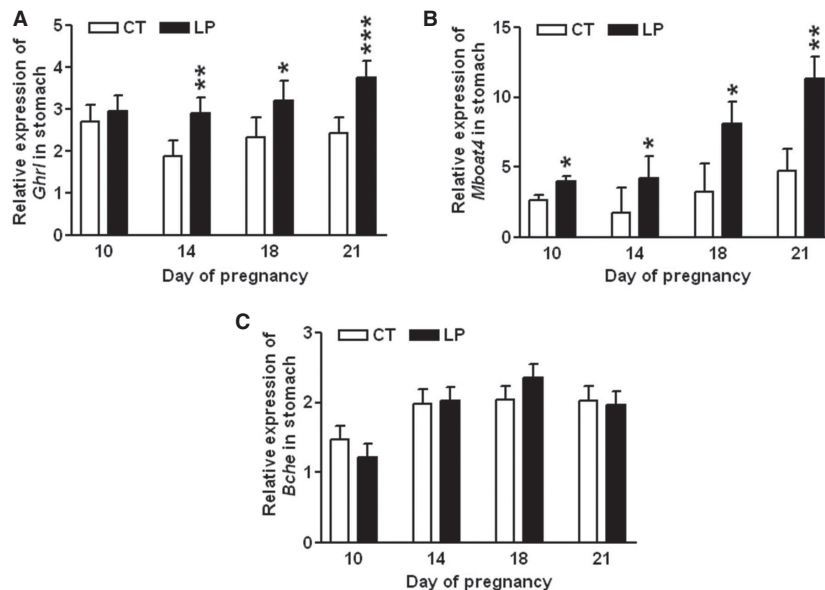 A
CT LP
Relative expression of
Ghrl in stomach
5
4
3
2
1
0
**
*
***
10 14 18 21
Day of pregnancy
B
CT LP
Relative expression of
Mboat4 in stomach
15
10
5
0
*
*
*
**
10 14 18 21
Day of pregnancy
C
CT LP
Relative expression of
Bche in stomach
3
2
1
0
10 14 18 21
Day of pregnancy